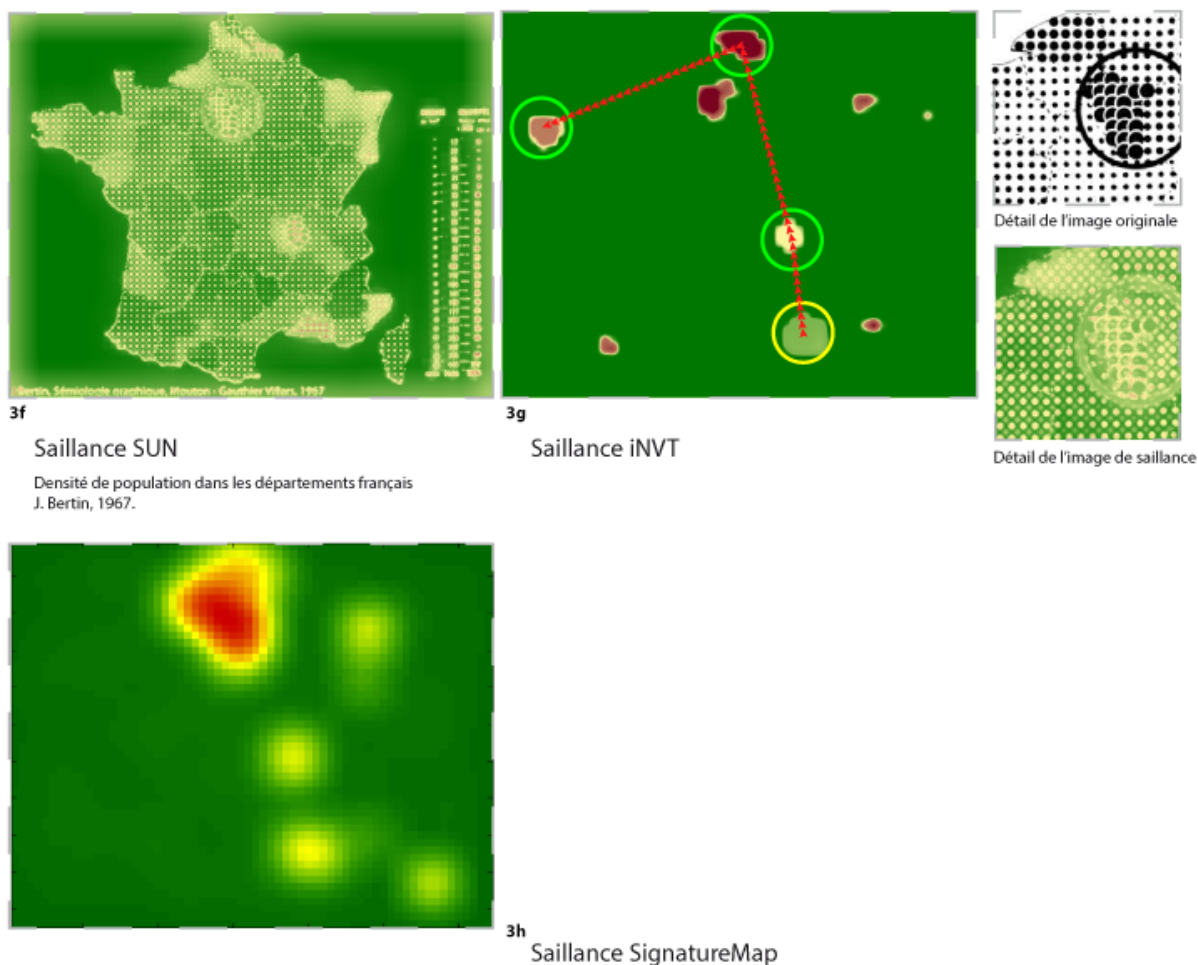 J. Bertin, Sémiologie graphique, Mouton - Gauthier Villars, 1967
3f
Saillance SUN
Densité de population dans les départements français
J. Bertin, 1967.
3g
Saillance iNVT
Détail de l'image originale
Détail de l'image de saillance
3h
Saillance SignatureMap